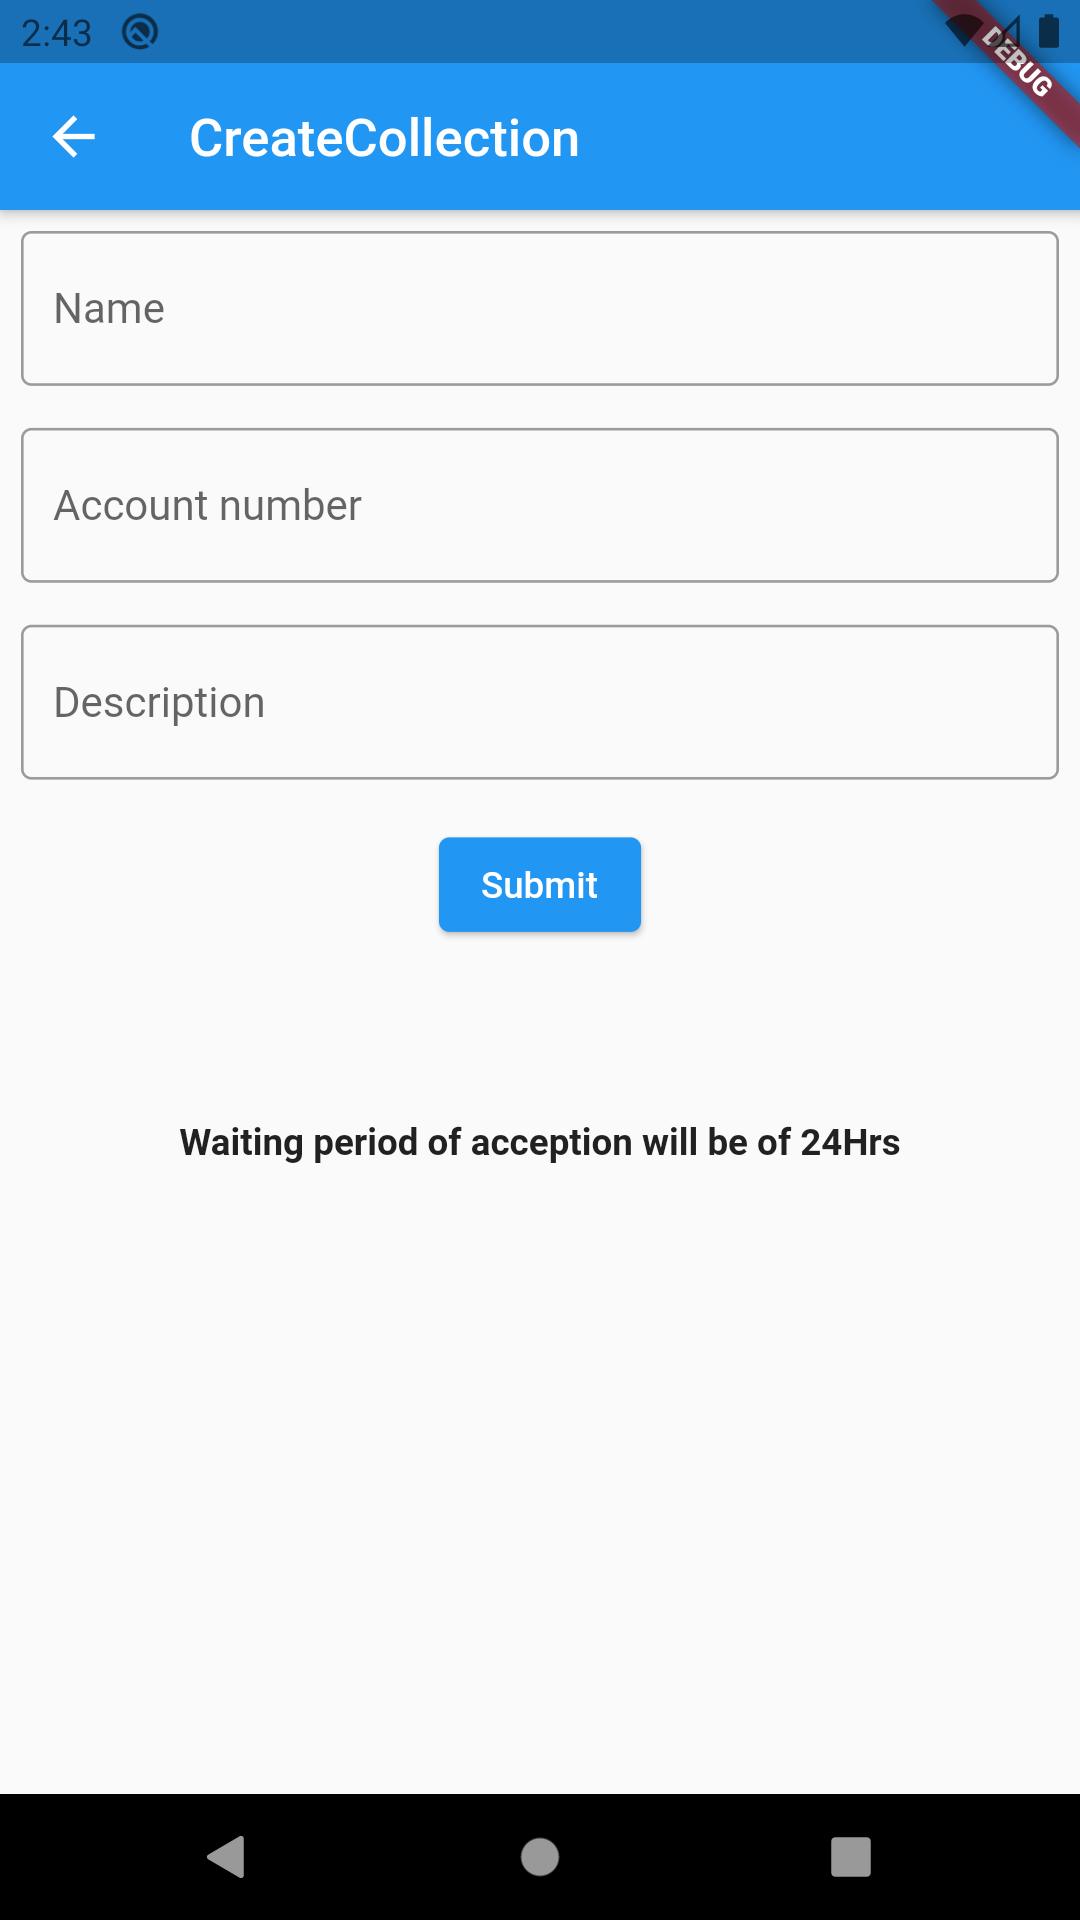 2:43
DEBUG
CreateCollection
Name
Account number
Description
Submit
Waiting period of acception will be of 24Hrs